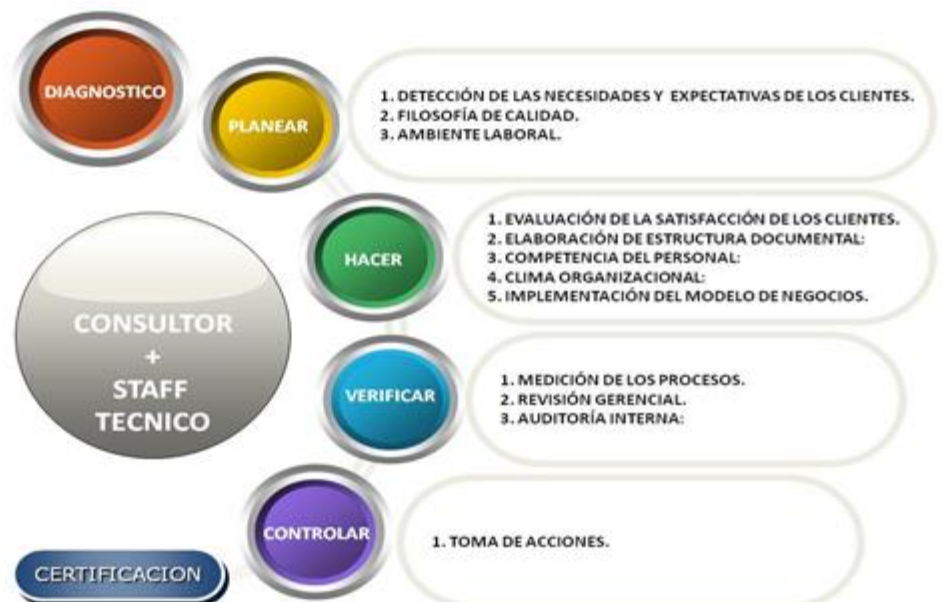 DIAGNOSTICO
PLANEAR
1. DETECCIÓN DE LAS NECESIDADES Y EXPECTATIVAS DE LOS CLIENTES.
2. FILOSOFÍA DE CALIDAD.
3. AMBIENTE LABORAL.
HACER
1. EVALUACIÓN DE LA SATISFACCIÓN DE LOS CLIENTES.
2. ELABORACIÓN DE ESTRUCTURA DOCUMENTAL:
3. COMPETENCIA DEL PERSONAL:
4. CLIMA ORGANIZACIONAL:
5. IMPLEMENTACIÓN DEL MODELO DE NEGOCIOS.
CONSULTOR
+
STAFF
TECNICO
VERIFICAR
1. MEDICIÓN DE LOS PROCESOS.
2. REVISIÓN GERENCIAL.
3. AUDITORÍA INTERNA:
CONTROLAR
1. TOMA DE ACCIONES.
CERTIFICACION